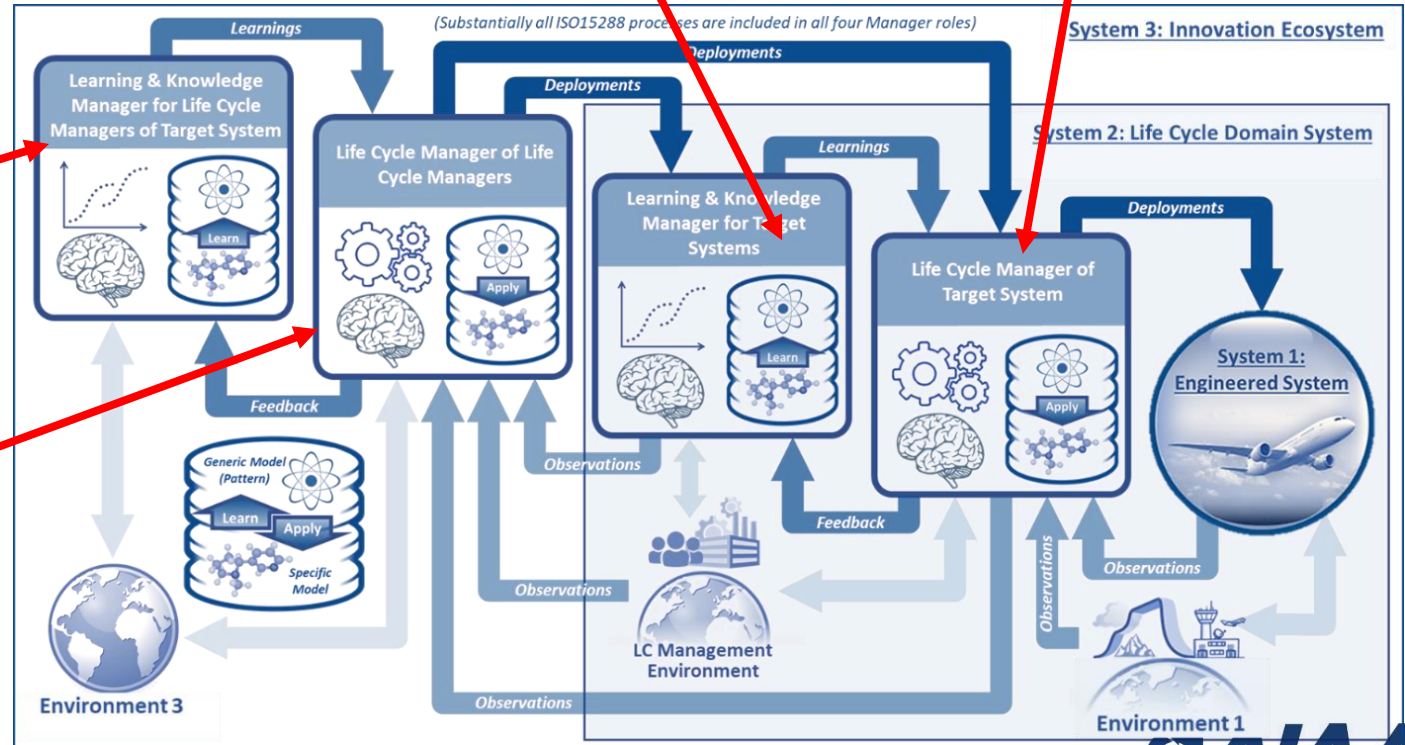 (Substantially all ISO15288 processes are included in all four Manager roles)
System 3: Innovation Ecosystem
Learnings
Deployments
Deployments
Learning & Knowledge
Manager for Life Cycle
Managers of Target System
Learn
Life Cycle Manager of Life
Cycle Managers
Apply
System 2: Life Cycle Domain System
Learnings
Learning & Knowledge
Manager for Target
Systems
Learn
Deployments
Life Cycle Manager of
Target System
Apply
System 1:
Engineered System
Feedback
Generic Model
(Pattern)
Learn
Apply
Specific
Model
Observations
Feedback
Observations
Observations
Observations
LC Management
Environment
Observations
Environment 3
Environment 1